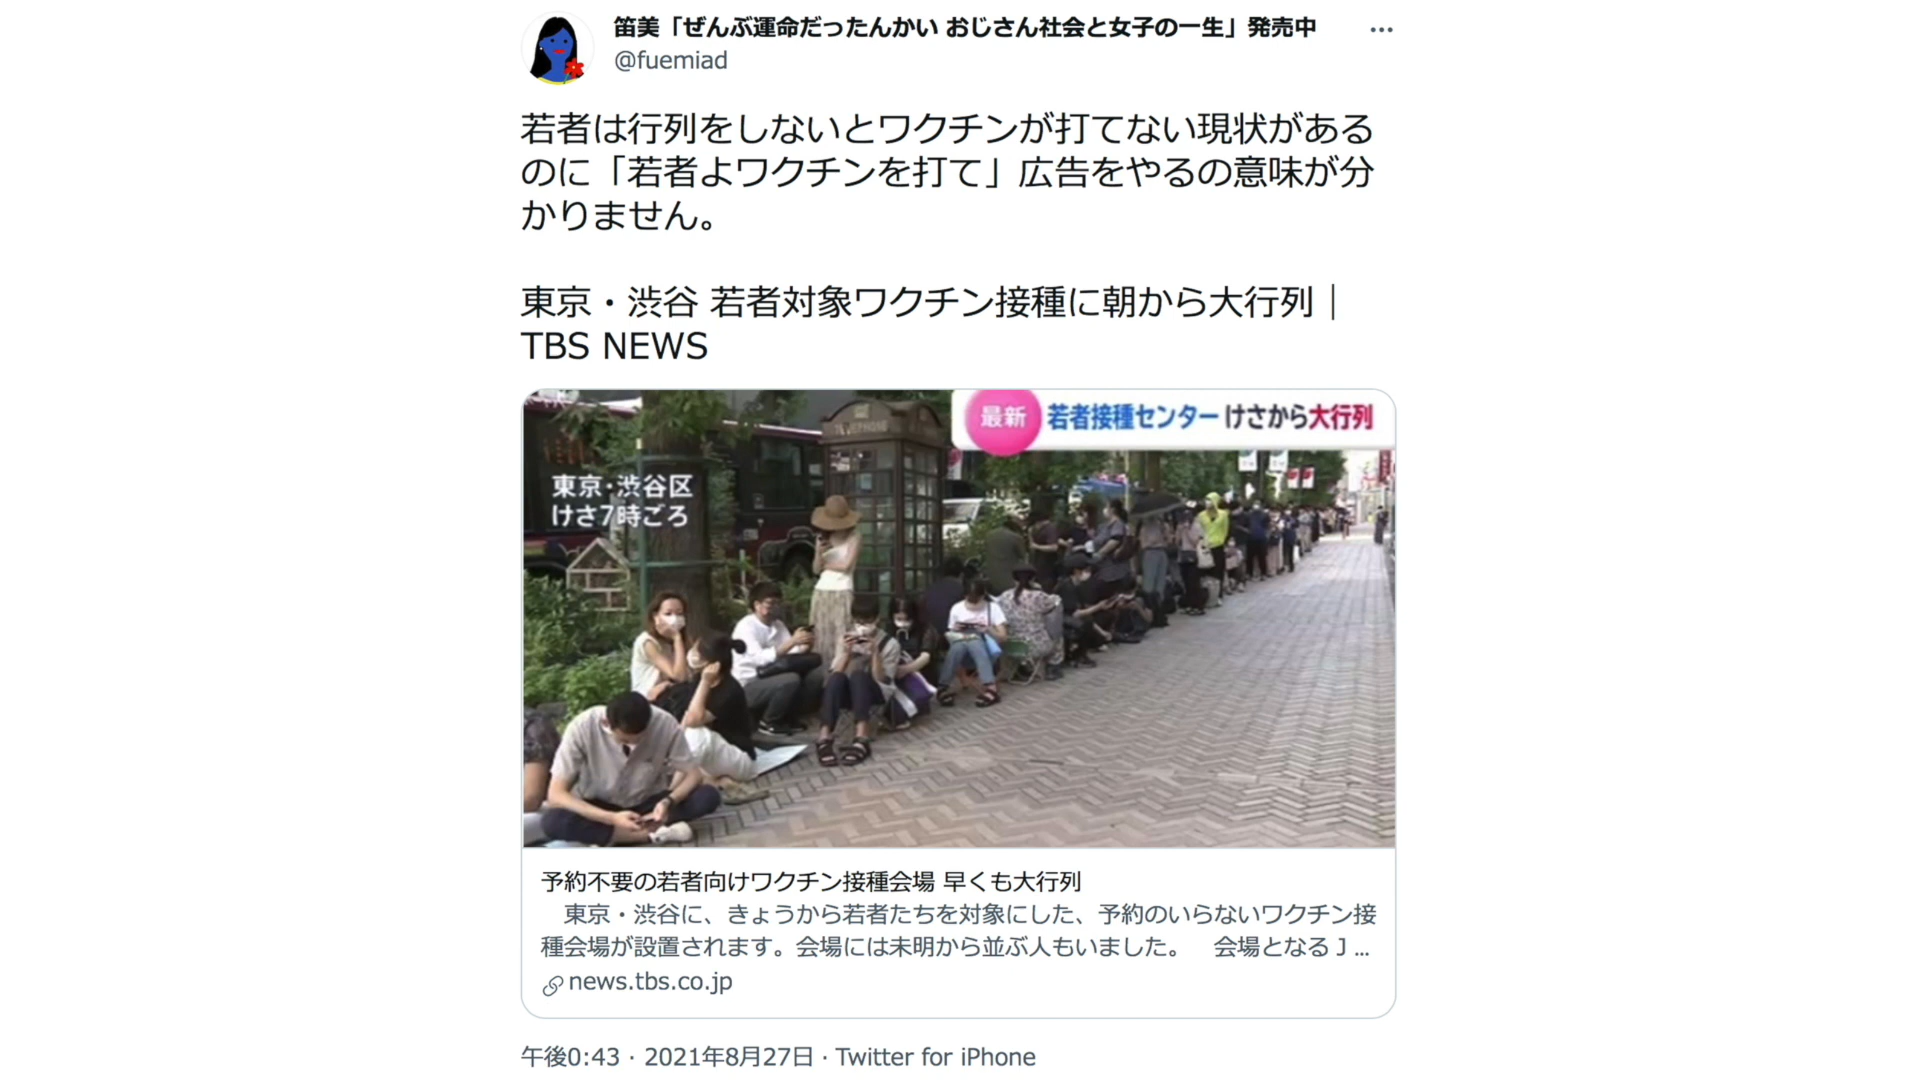 笛美「ぜんぶ運命だったんかい おじさん社会と女子の一生」発売中
@fuemiad
若者は行列をしないとワクチンが打てない現状がある
のに「若者よワクチンを打て」広告をやるの意味が分
かりません。
東京・渋谷 若者対象ワクチン接種に朝から大行列｜
TBS NEWS
最新 若者接種センター けさから大行列
TELEPHONE
東京・渋谷区
けさ7時ごろ
予約不要の若者向けワクチン接種会場 早くも大行列
東京・渋谷に、きょうから若者たちを対象にした、予約のいらないワクチン接
種会場が設置されます。会場には未明から並ぶ人もいました。 会場となるＪ...
news.tbs.co.jp
午後0:43 · 2021年8月27日 · Twitter for iPhone